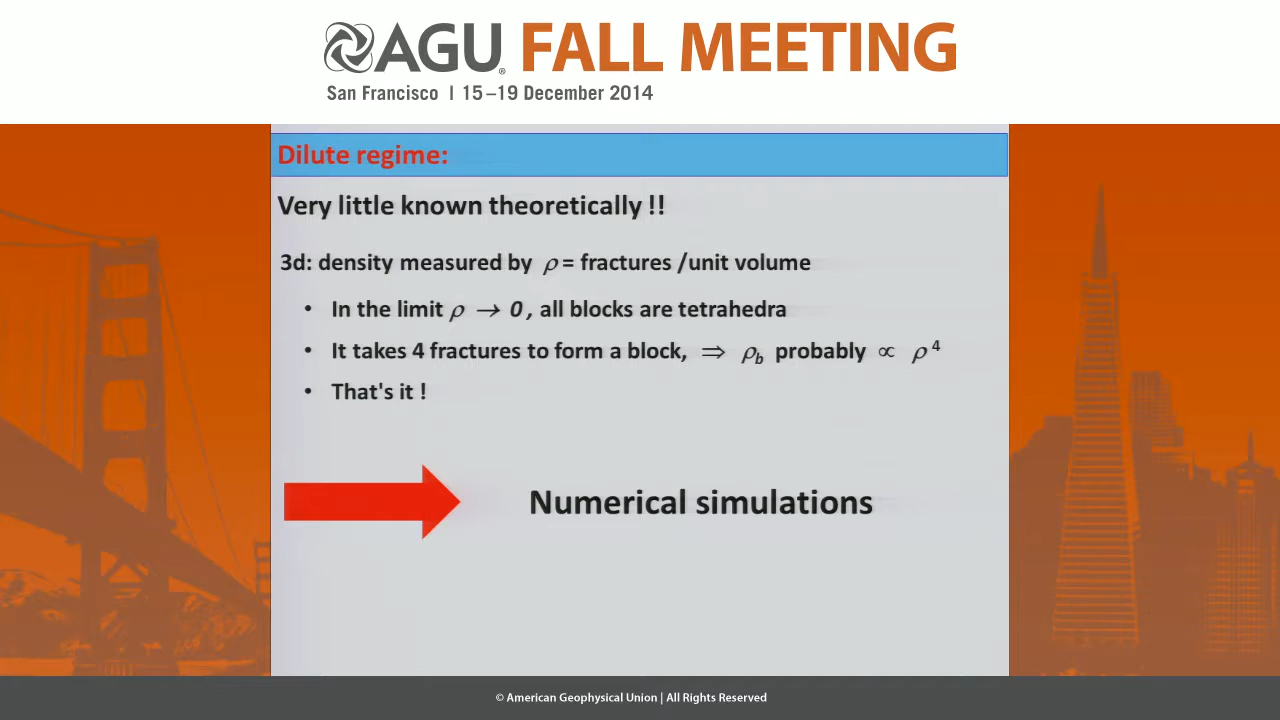 AGU® FALL MEETING
San Francisco | 15–19 December 2014
Dilute regime:
Very little known theoretically !!
3d: density measured by ρ = fractures /unit volume
• In the limit ρ → 0 , all blocks are tetrahedra
• It takes 4 fractures to form a block, ⇒ ρb probably ∝ ρ 4
• That's it !
Numerical simulations
© American Geophysical Union | All Rights Reserved